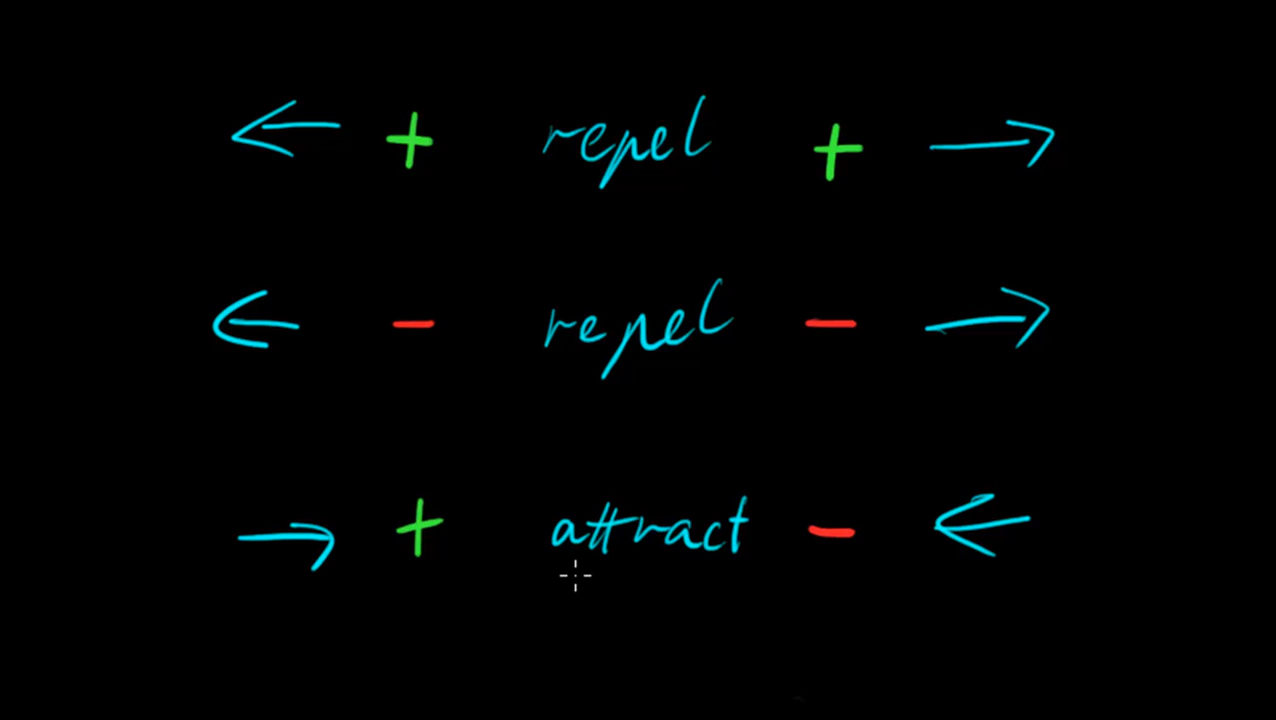 ← + repel + →
← - repel - →
→ + attract - ←